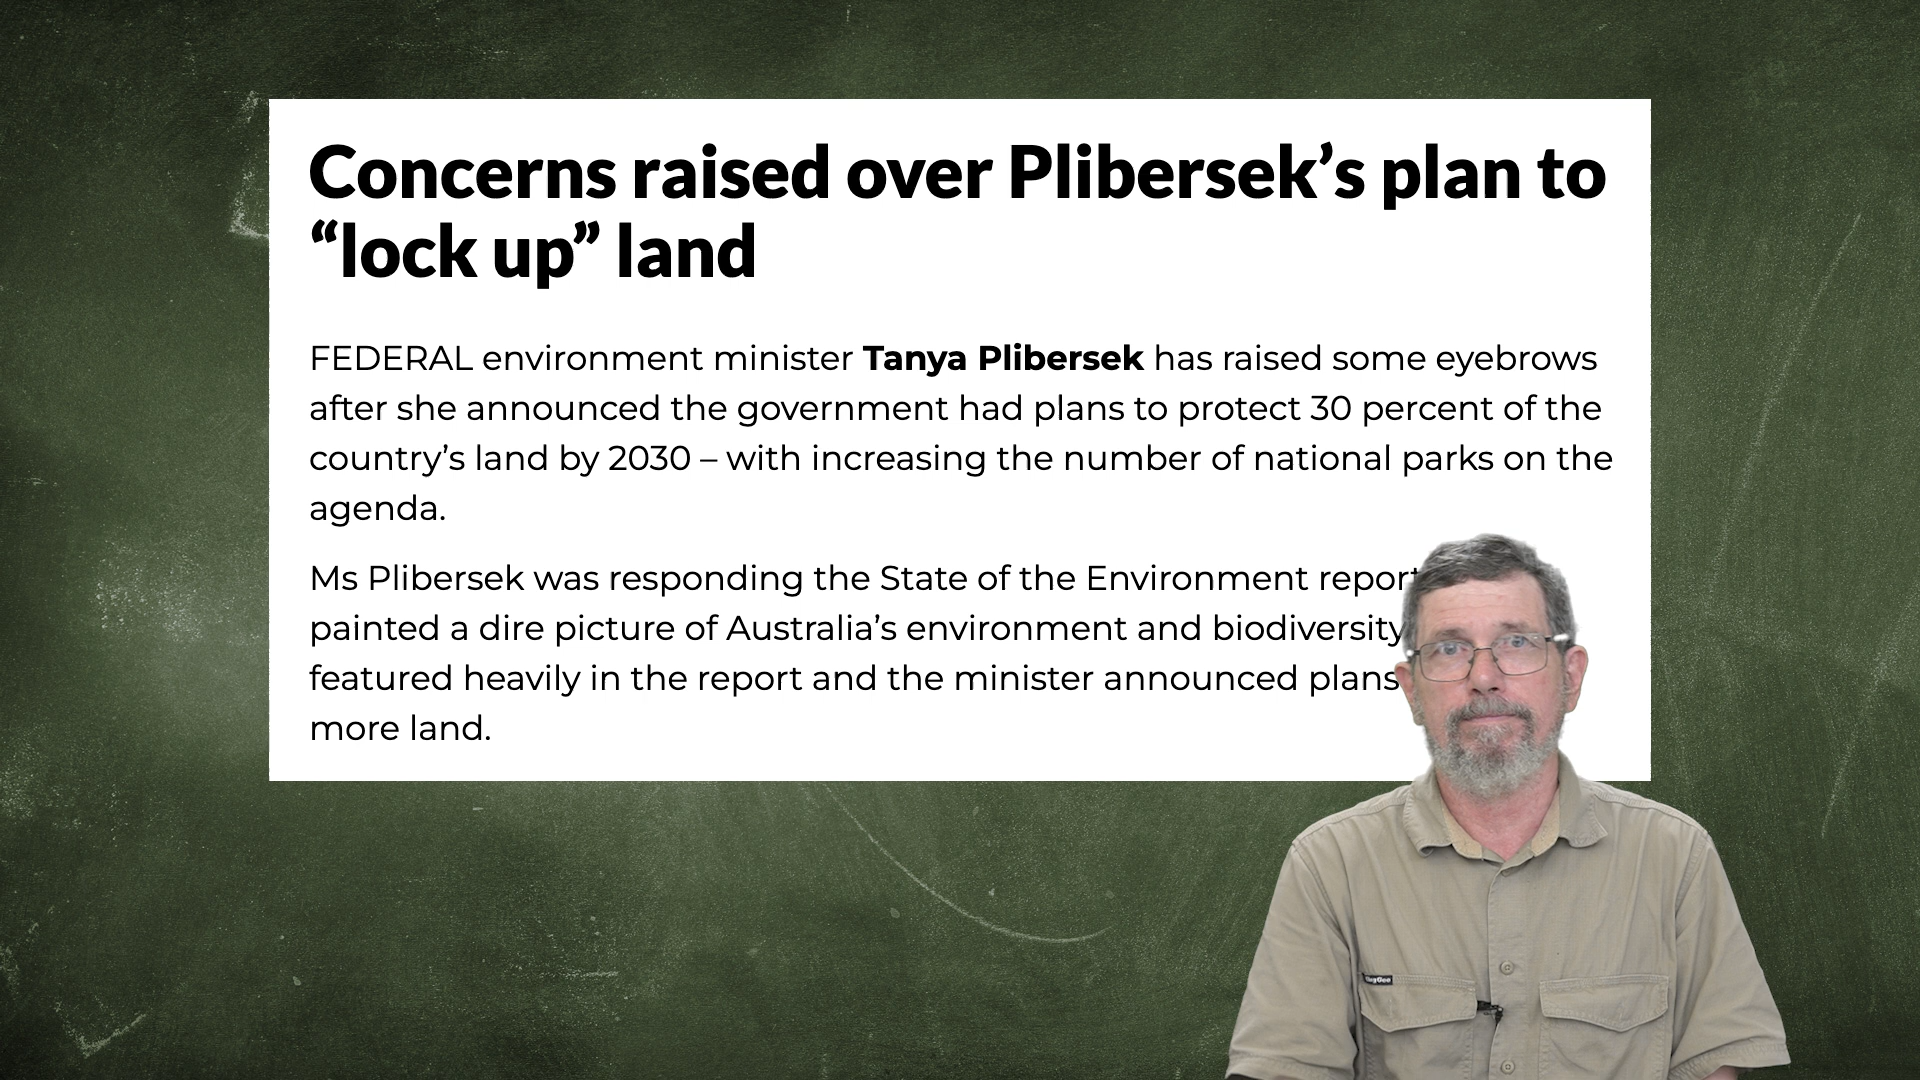 Concerns raised over Plibersek’s plan to
“lock up” land
FEDERAL environment minister Tanya Plibersek has raised some eyebrows
after she announced the government had plans to protect 30 percent of the
country’s land by 2030 – with increasing the number of national parks on the
agenda.
Ms Plibersek was responding the State of the Environment report
painted a dire picture of Australia’s environment and biodiversity
featured heavily in the report and the minister announced plans
more land.
KingGee